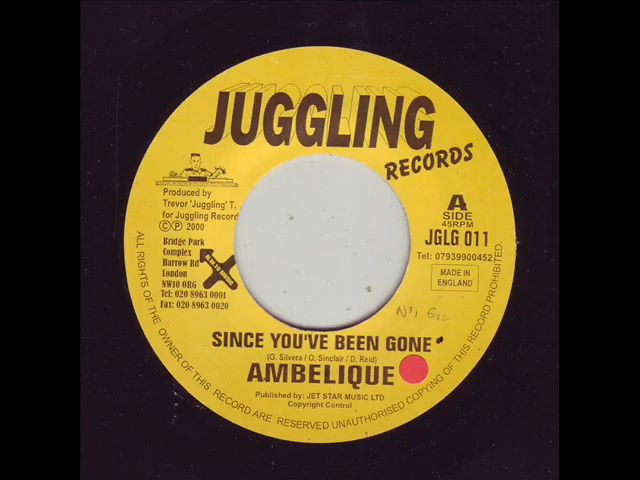 JUGGLING
RECORDS
Produced by
Trevor 'Juggling' T.
for Juggling Record
©Ⓟ 2000
Bridge Park
Complex
Harrow Rd
London
NW10 ORG
Tel: 020 8963 0001
Fax: 020 8963 0020
A
SIDE
45RPM
JGLG 011
Tel: 07939900452
MADE IN
ENGLAND
Nº1
SINCE YOU'VE BEEN GONE
(O. Silvera / O. Sinclair / D. Reid)
AMBELIQUE
Published by: JET STAR MUSIC LTD
Copyright Control
ALL RIGHTS OF THE OWNER OF THIS RECORD ARE RESERVED UNAUTHORISED COPYING OF THIS RECORD PROHIBITED.